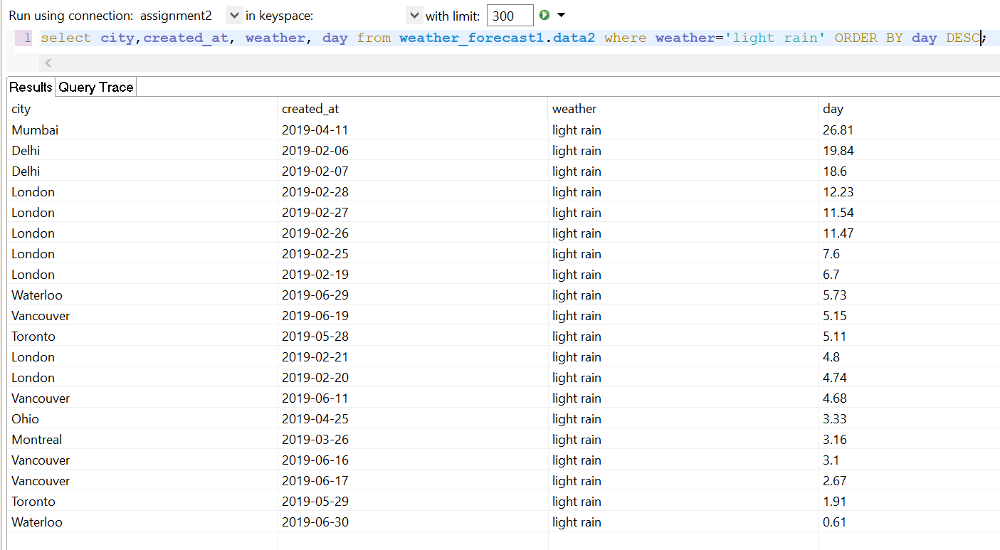 Run using connection: assignment2 in keyspace: with limit: 300
1 select city,created_at, weather, day from weather_forecast1.data2 where weather='light rain' ORDER BY day DESC;
Results Query Trace
city created_at weather day
Mumbai 2019-04-11 light rain 26.81
Delhi 2019-02-06 light rain 19.84
Delhi 2019-02-07 light rain 18.6
London 2019-02-28 light rain 12.23
London 2019-02-27 light rain 11.54
London 2019-02-26 light rain 11.47
London 2019-02-25 light rain 7.6
London 2019-02-19 light rain 6.7
Waterloo 2019-06-29 light rain 5.73
Vancouver 2019-06-19 light rain 5.15
Toronto 2019-05-28 light rain 5.11
London 2019-02-21 light rain 4.8
London 2019-02-20 light rain 4.74
Vancouver 2019-06-11 light rain 4.68
Ohio 2019-04-25 light rain 3.33
Montreal 2019-03-26 light rain 3.16
Vancouver 2019-06-16 light rain 3.1
Vancouver 2019-06-17 light rain 2.67
Toronto 2019-05-29 light rain 1.91
Waterloo 2019-06-30 light rain 0.61